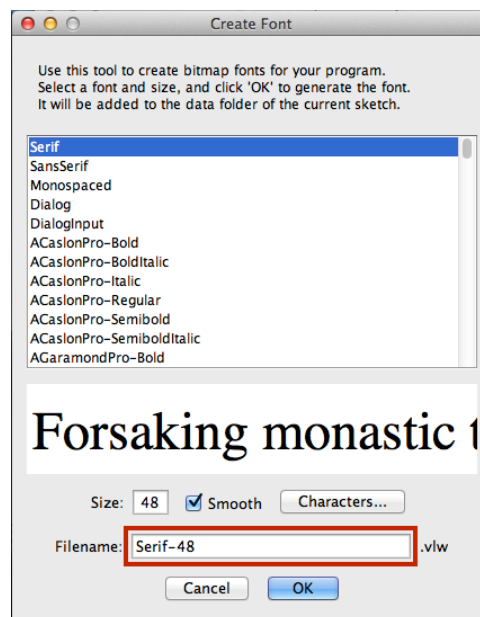 Create Font
Use this tool to create bitmap fonts for your program.
Select a font and size, and click 'OK' to generate the font.
It will be added to the data folder of the current sketch.
Serif
SansSerif
Monospaced
Dialog
DialogInput
ACaslonPro-Bold
ACaslonPro-BoldItalic
ACaslonPro-Italic
ACaslonPro-Regular
ACaslonPro-Semibold
ACaslonPro-SemiboldItalic
AGaramondPro-Bold
Forsaking monastic t
Size: 48 Smooth Characters...
Filename: Serif-48 .vlw
Cancel OK